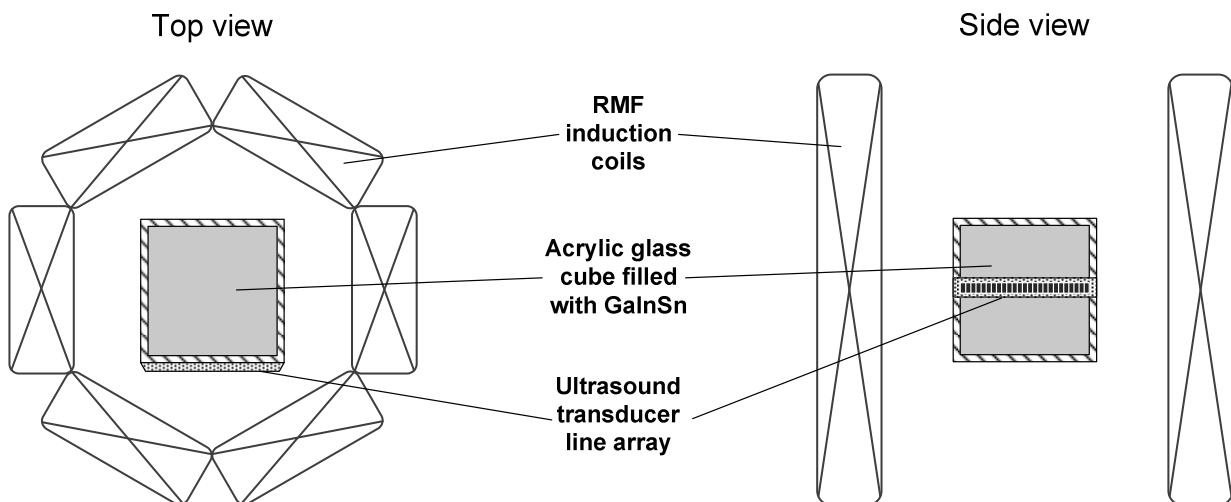 Top view
Side view
RMF
induction
coils
Acrylic glass
cube filled
with GaInSn
Ultrasound
transducer
line array